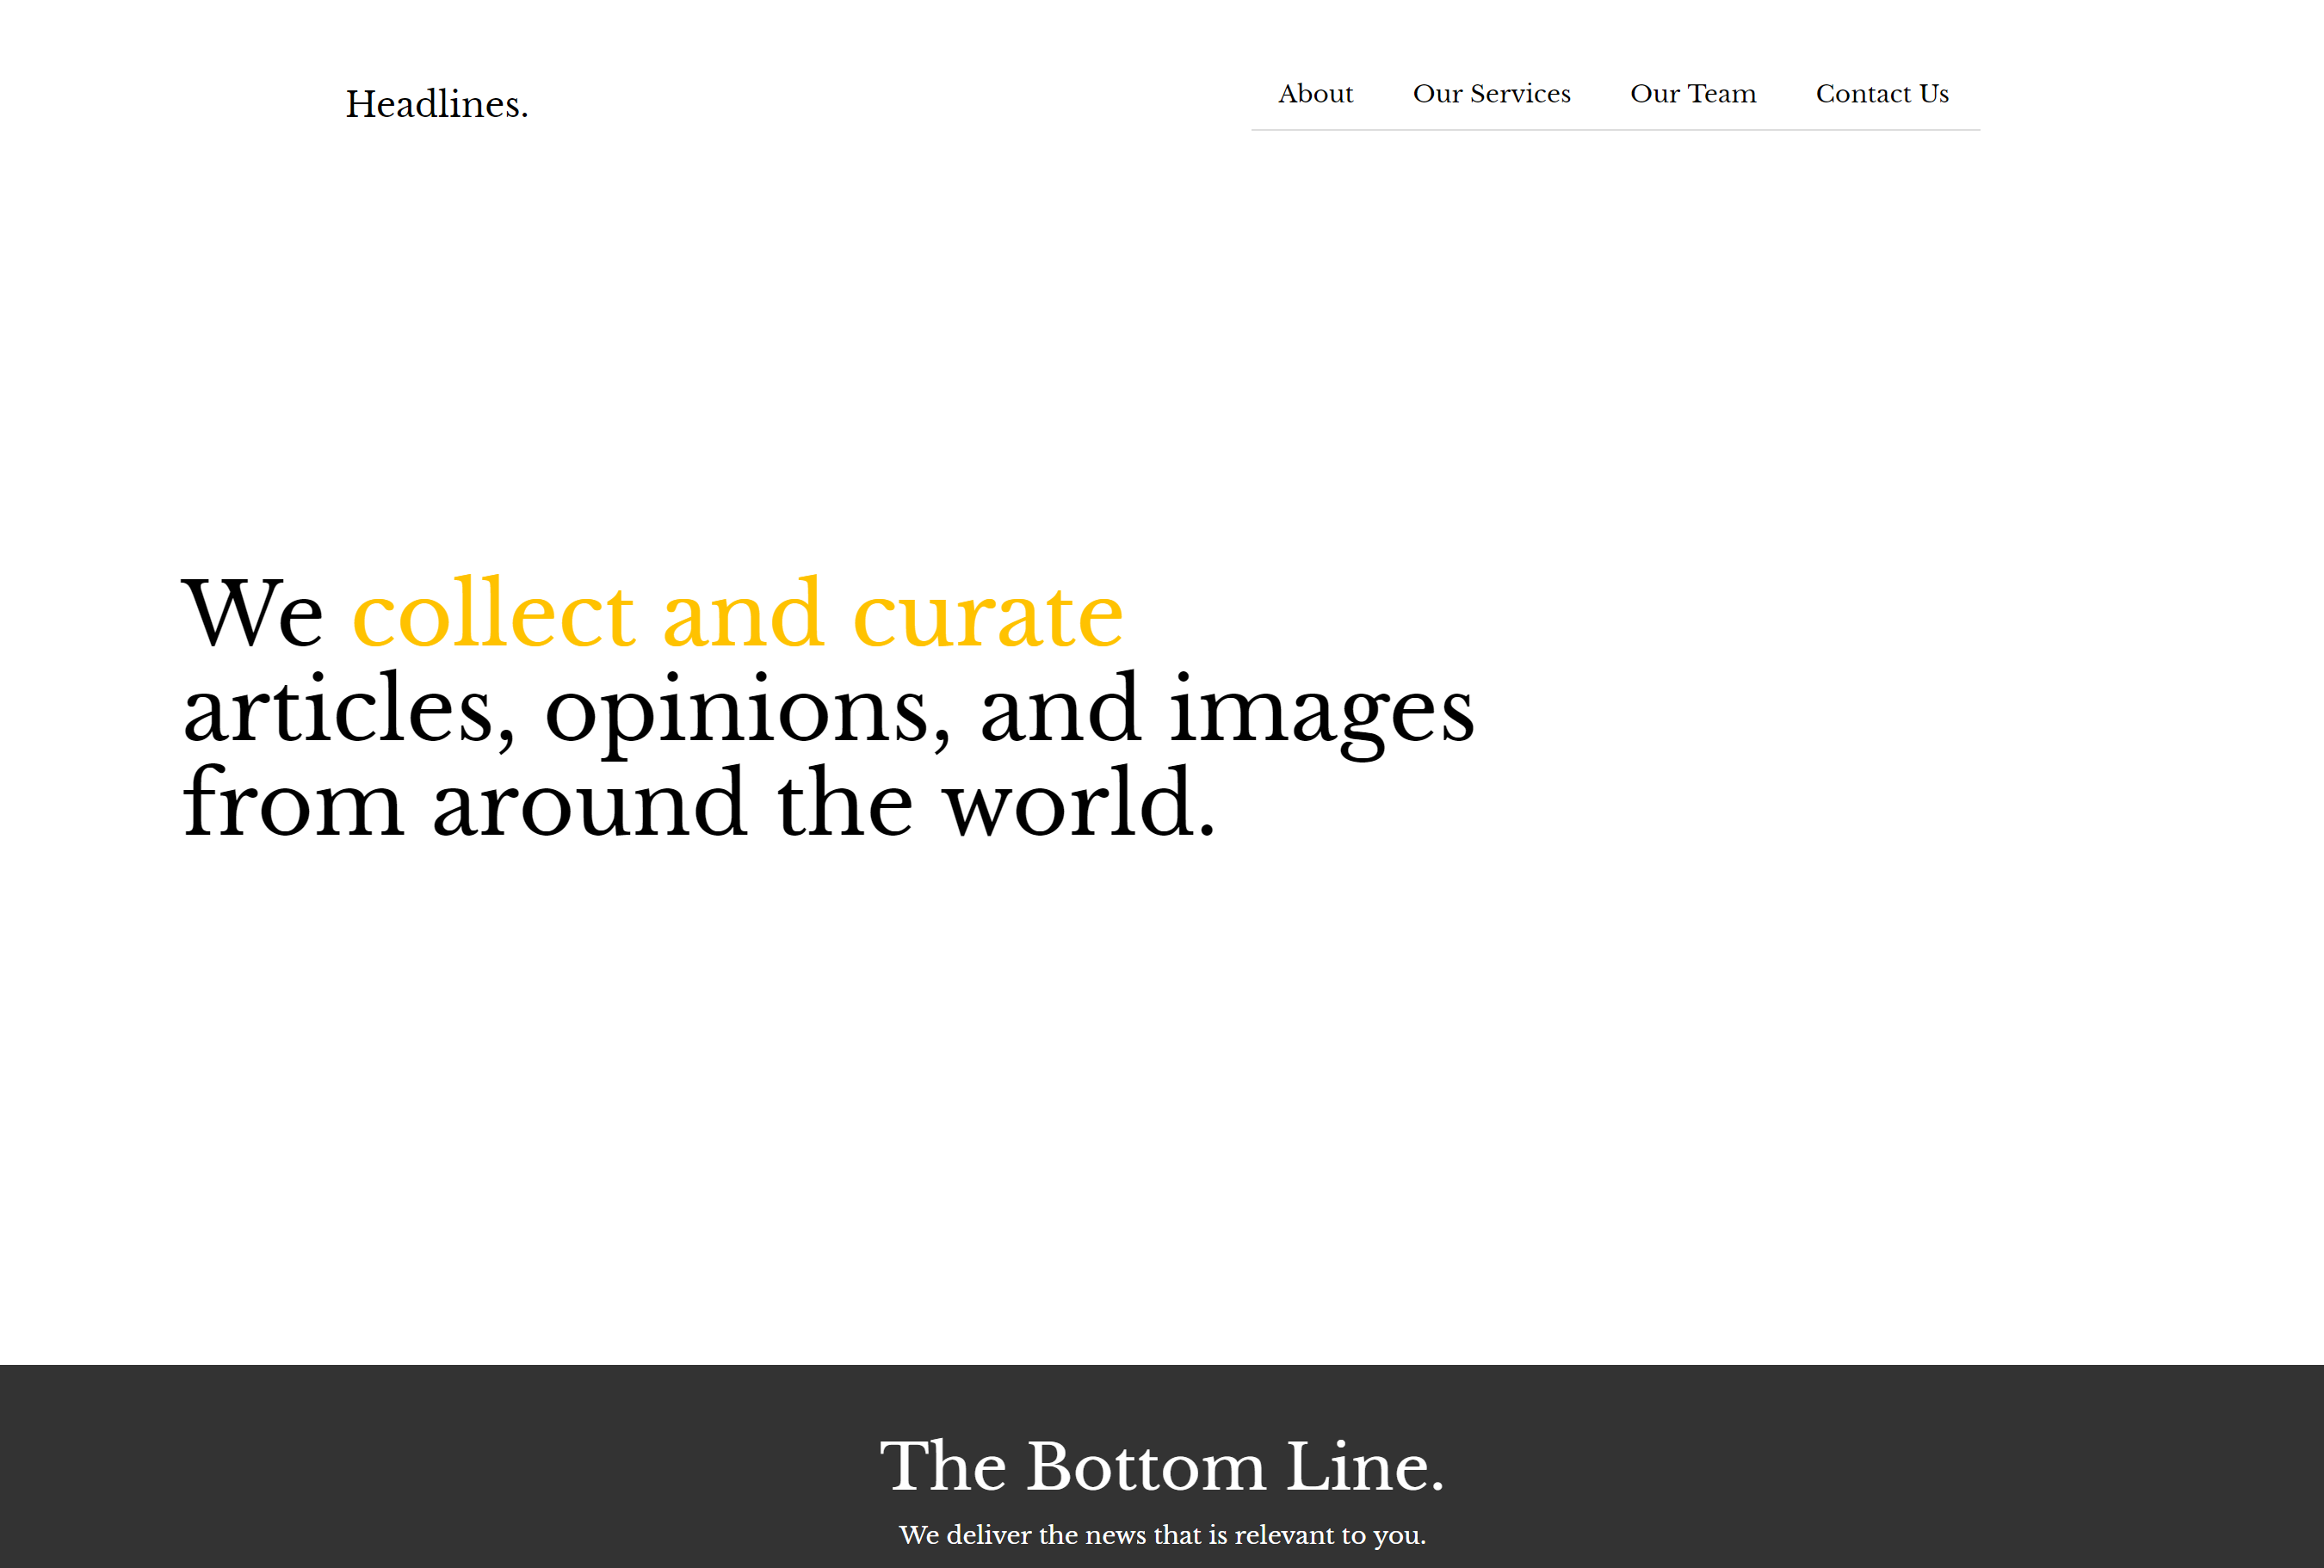 Headlines.
About Our Services Our Team Contact Us
We collect and curate
articles, opinions, and images
from around the world.
The Bottom Line.
We deliver the news that is relevant to you.